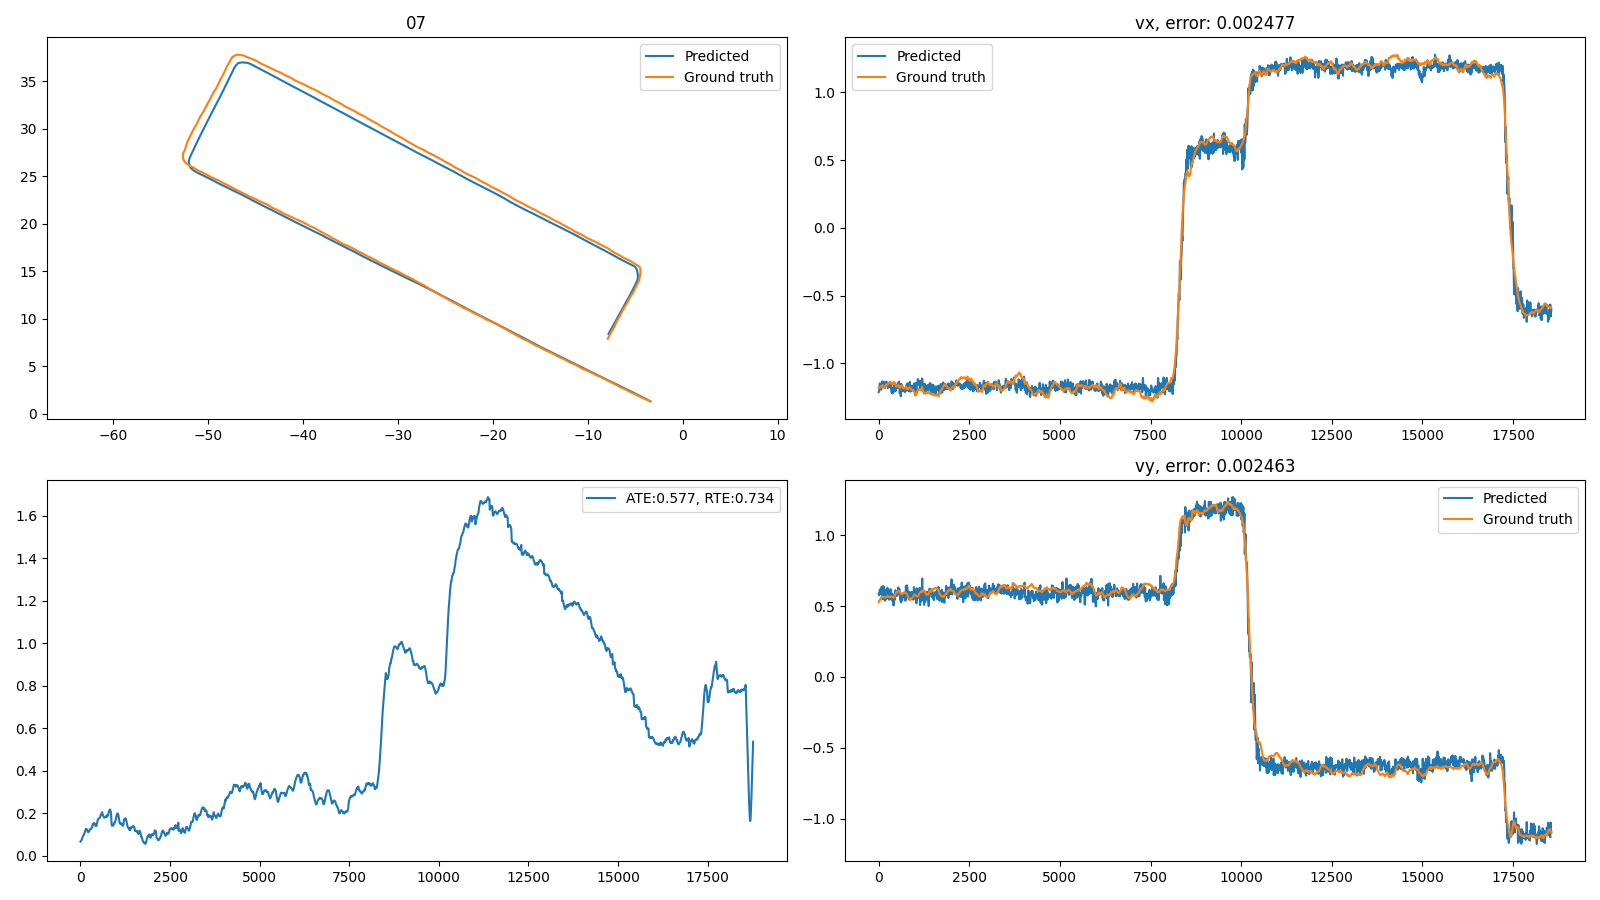 07
Predicted
Ground truth
35
30
25
20
15
10
5
0
−60 −50 −40 −30 −20 −10 0 10
vx, error: 0.002477
Predicted
Ground truth
1.0
0.5
0.0
−0.5
−1.0
0 2500 5000 7500 10000 12500 15000 17500
ATE:0.577, RTE:0.734
1.6
1.4
1.2
1.0
0.8
0.6
0.4
0.2
0.0
0 2500 5000 7500 10000 12500 15000 17500
vy, error: 0.002463
Predicted
Ground truth
1.0
0.5
0.0
−0.5
−1.0
0 2500 5000 7500 10000 12500 15000 17500